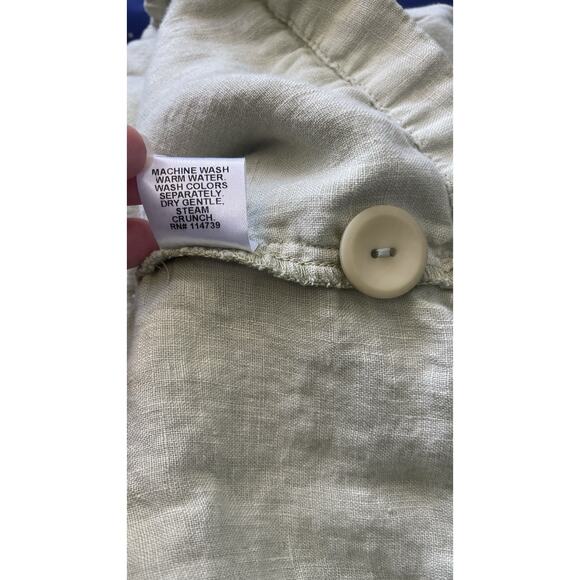 MACHINE WASH
WARM WATER.
WASH COLORS
SEPARATELY.
DRY GENTLE,
STEAM
CRUNCH.
RN# 114739